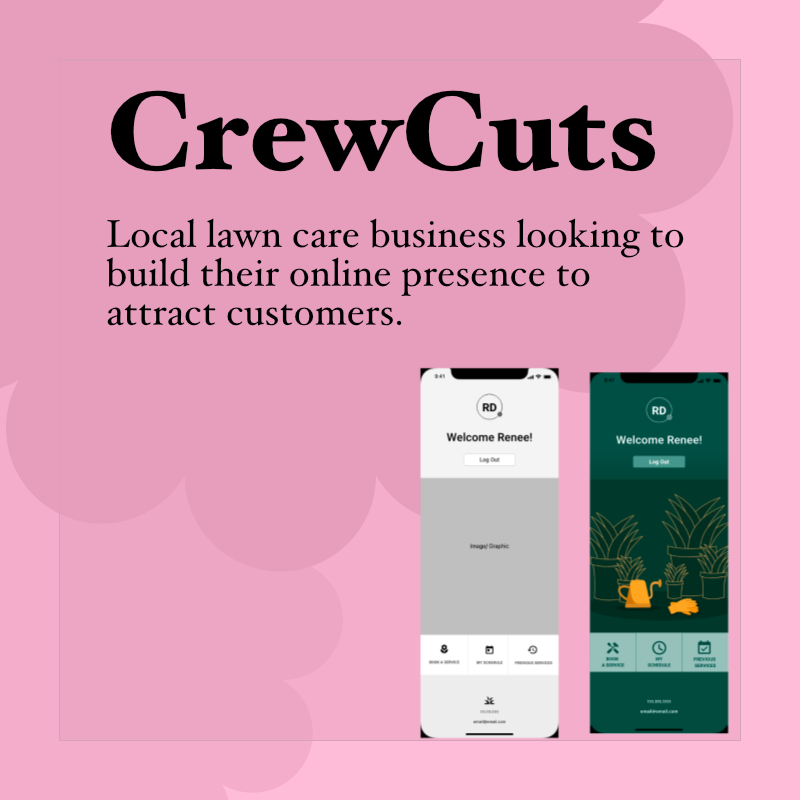 CrewCuts
Local lawn care business looking to
build their online presence to
attract customers.
9:41
RD
Welcome Renee!
Log Out
Image/ Graphic
BOOK A SERVICE
MY SCHEDULE
PREVIOUS SERVICES
email@email.com
9:41
RD
Welcome Renee!
Log Out
BOOK
A SERVICE
MY
SCHEDULE
PREVIOUS
SERVICES
email@email.com